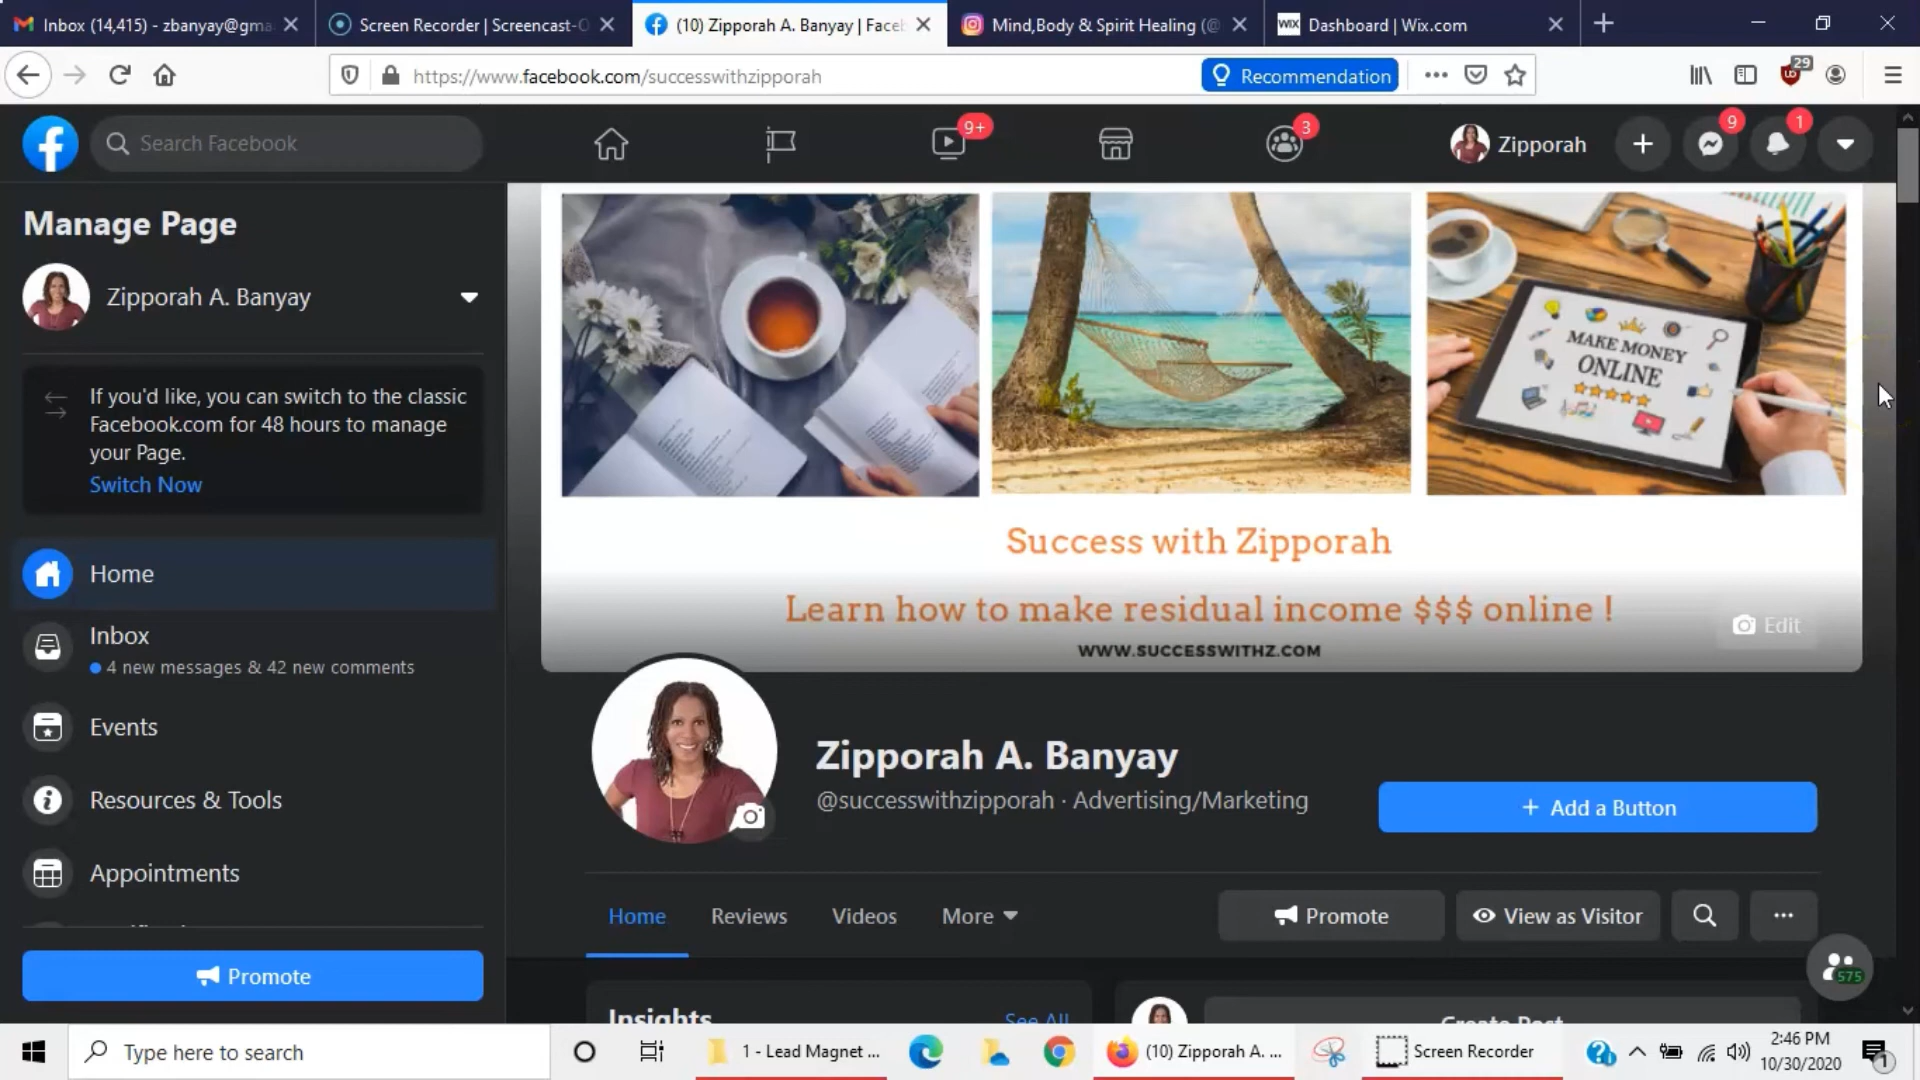 Inbox (14,415) - zbanyay@gma
Screen Recorder | Screencast-O
(10) Zipporah A. Banyay | Faceb
Mind,Body & Spirit Healing (@
WIX Dashboard | Wix.com
https://www.facebook.com/successwithzipporah
Recommendation
29
Search Facebook
9+
3
Zipporah
9
1
Manage Page
Zipporah A. Banyay
If you'd like, you can switch to the classic
Facebook.com for 48 hours to manage
your Page.
Switch Now
Home
Inbox
4 new messages & 42 new comments
Events
Resources & Tools
Appointments
Promote
MAKE MONEY
ONLINE
Success with Zipporah
Learn how to make residual income $$$ online !
WWW.SUCCESSWITHZ.COM
Edit
Zipporah A. Banyay
@successwithzipporah · Advertising/Marketing
+ Add a Button
Home
Reviews
Videos
More
Promote
View as Visitor
575
Insights
See All
Create Post
Type here to search
1 - Lead Magnet ...
(10) Zipporah A. ...
Screen Recorder
2:46 PM
10/30/2020
1